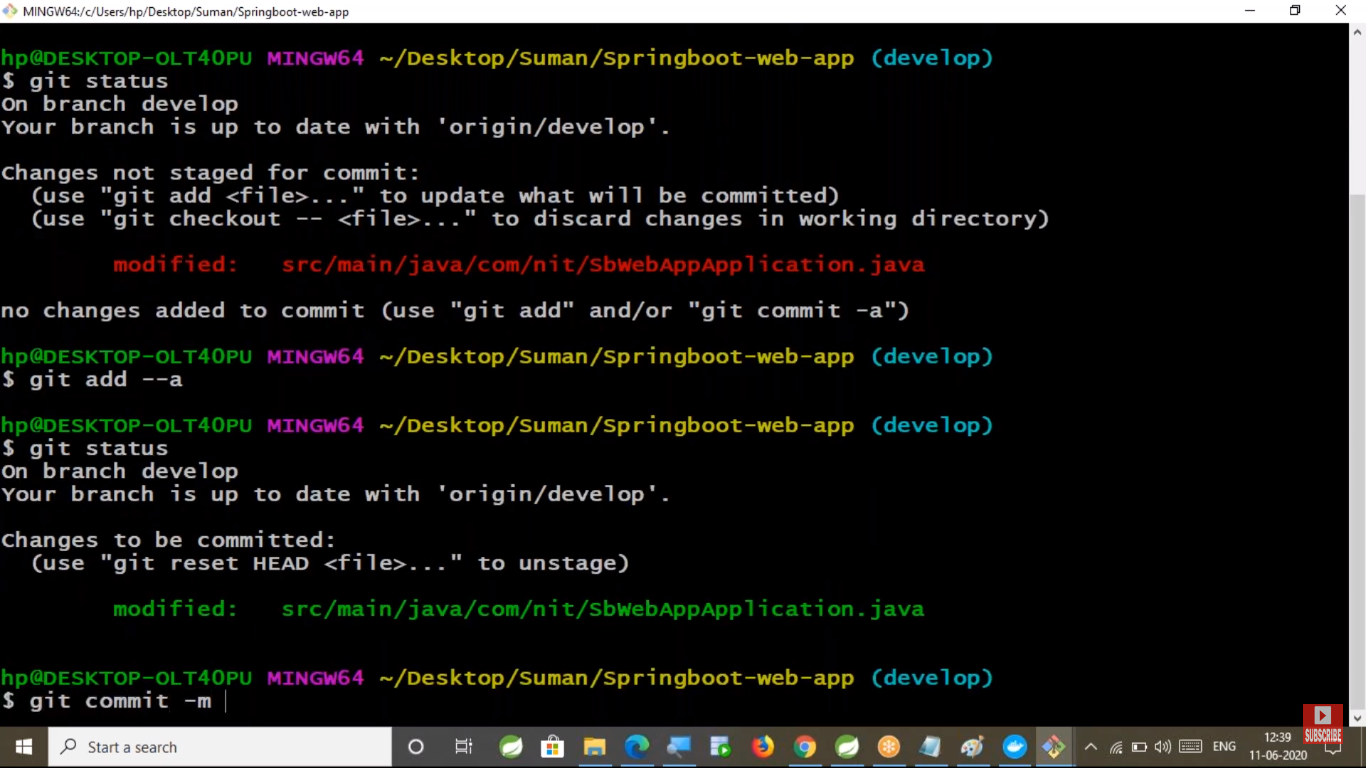 MINGW64:/c/Users/hp/Desktop/Suman/Springboot-web-app
hp@DESKTOP-OLT40PU MINGW64 ~/Desktop/Suman/Springboot-web-app (develop)
$ git status
On branch develop
Your branch is up to date with 'origin/develop'.
Changes not staged for commit:
(use "git add <file>..." to update what will be committed)
(use "git checkout -- <file>..." to discard changes in working directory)
modified: src/main/java/com/nit/SbWebAppApplication.java
no changes added to commit (use "git add" and/or "git commit -a")
hp@DESKTOP-OLT40PU MINGW64 ~/Desktop/Suman/Springboot-web-app (develop)
$ git add --a
hp@DESKTOP-OLT40PU MINGW64 ~/Desktop/Suman/Springboot-web-app (develop)
$ git status
On branch develop
Your branch is up to date with 'origin/develop'.
Changes to be committed:
(use "git reset HEAD <file>..." to unstage)
modified: src/main/java/com/nit/SbWebAppApplication.java
hp@DESKTOP-OLT40PU MINGW64 ~/Desktop/Suman/Springboot-web-app (develop)
$ git commit -m
SUBSCRIBE
Start a search
ENG
12:39
11-06-2020